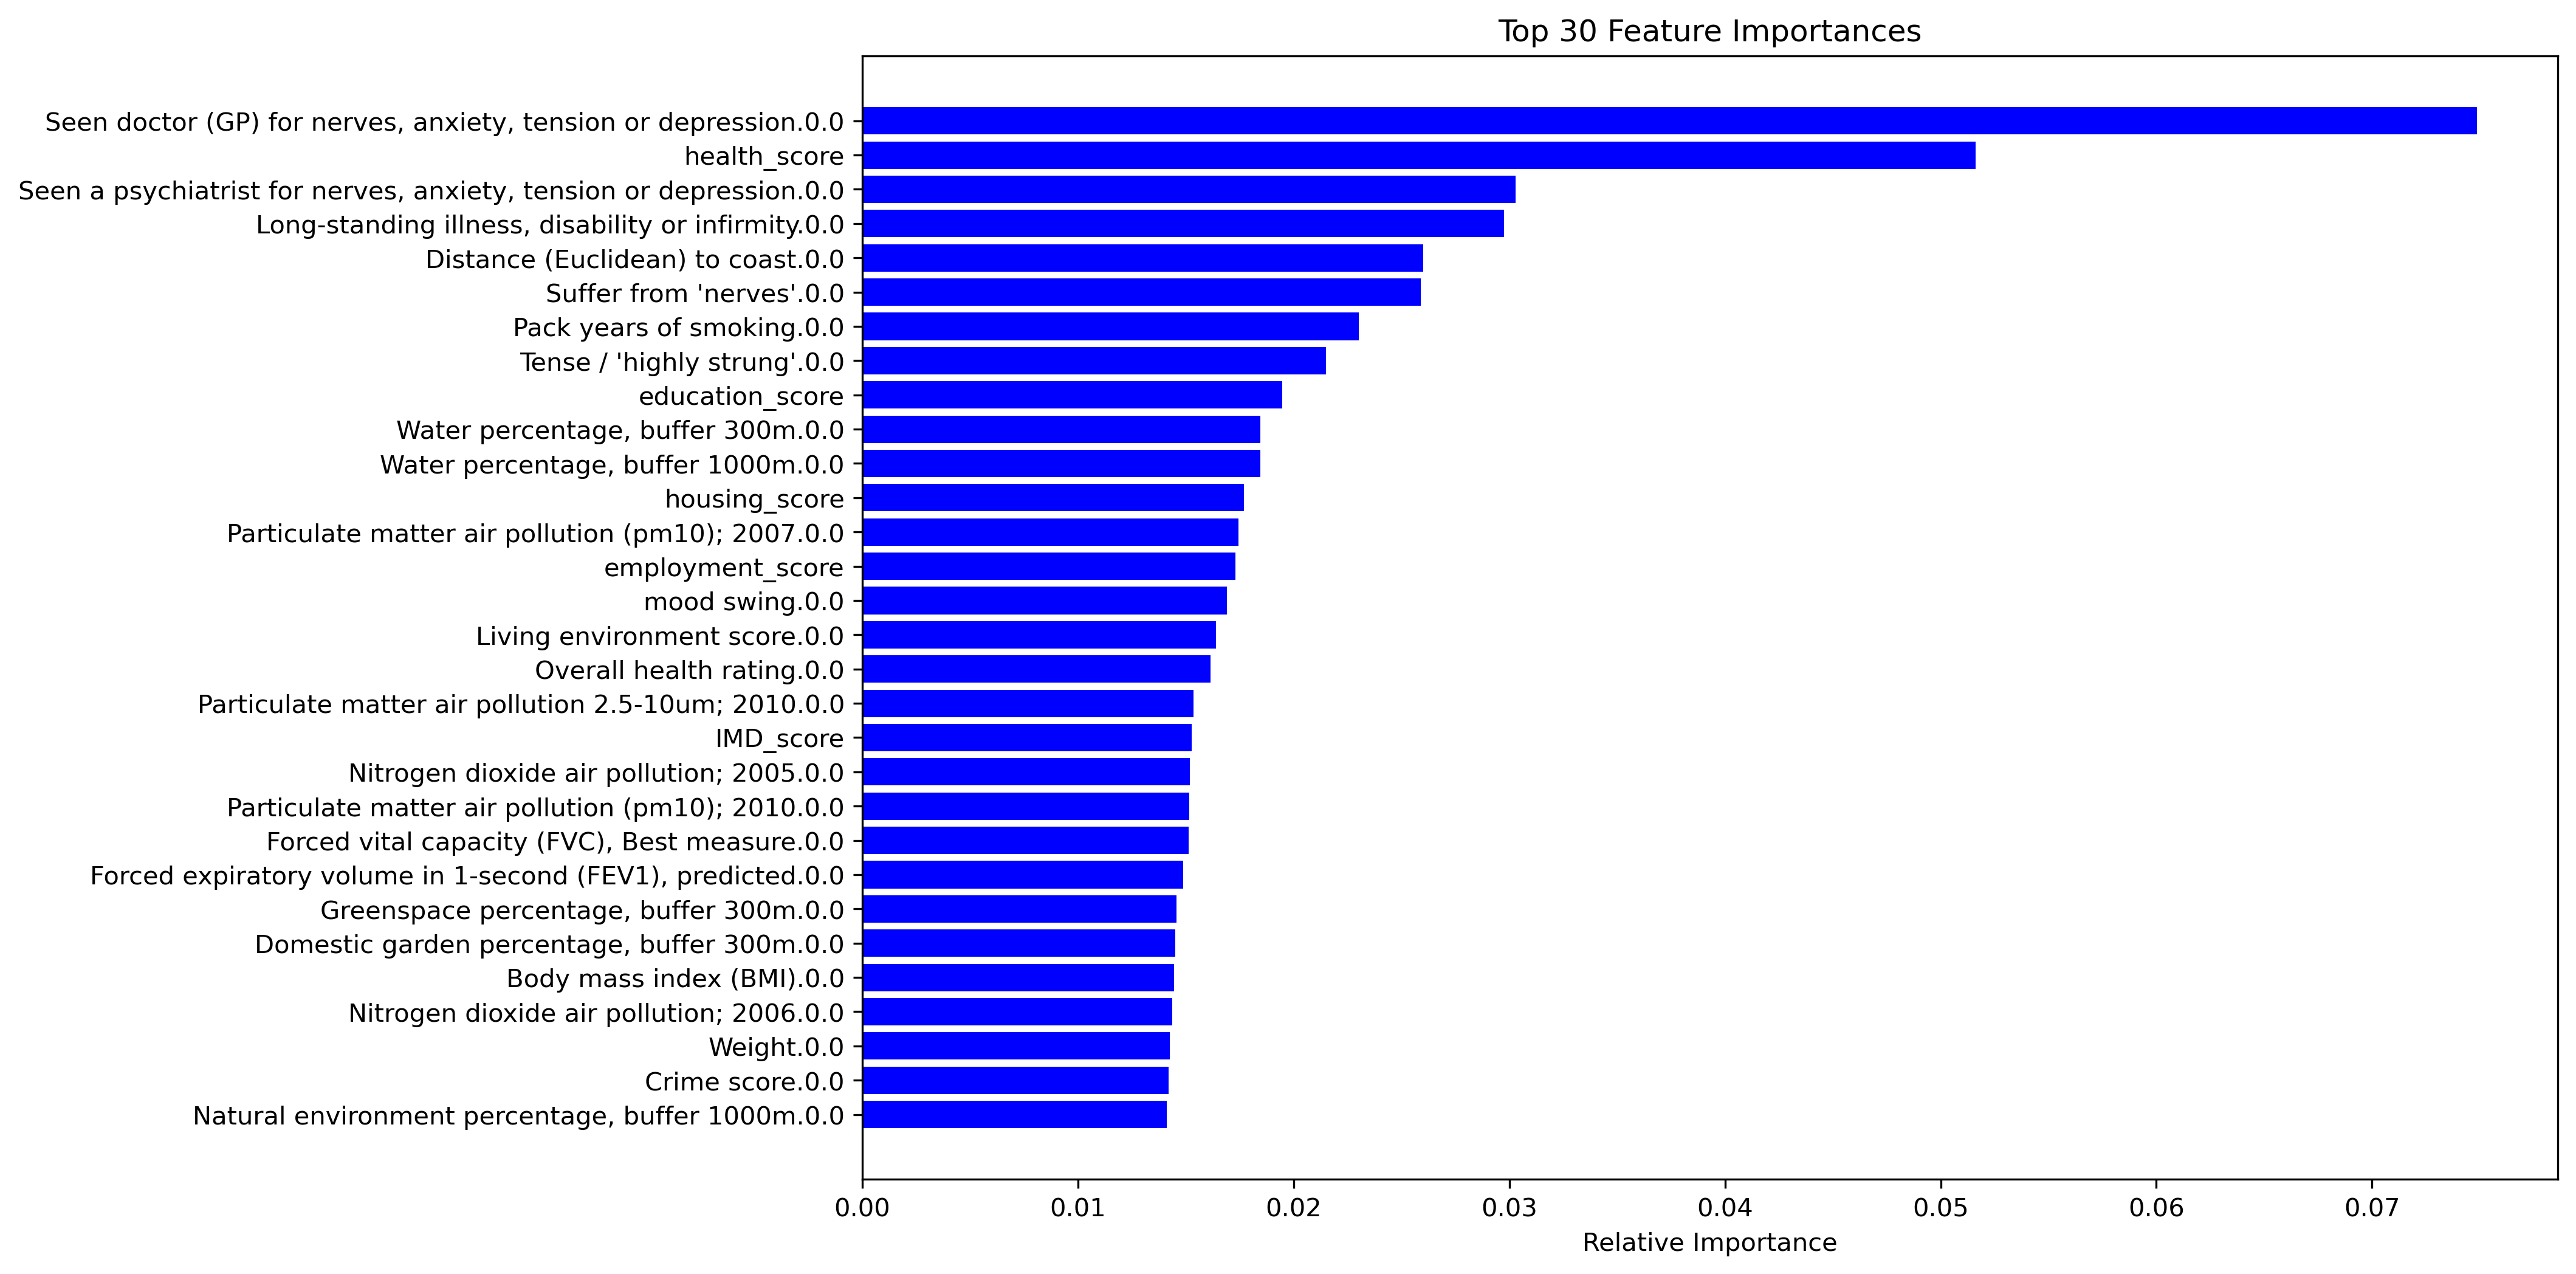 Top 30 Feature Importances
Seen doctor (GP) for nerves, anxiety, tension or depression.0.0
health_score
Seen a psychiatrist for nerves, anxiety, tension or depression.0.0
Long-standing illness, disability or infirmity.0.0
Distance (Euclidean) to coast.0.0
Suffer from 'nerves'.0.0
Pack years of smoking.0.0
Tense / 'highly strung'.0.0
education_score
Water percentage, buffer 300m.0.0
Water percentage, buffer 1000m.0.0
housing_score
Particulate matter air pollution (pm10); 2007.0.0
employment_score
mood swing.0.0
Living environment score.0.0
Overall health rating.0.0
Particulate matter air pollution 2.5-10um; 2010.0.0
IMD_score
Nitrogen dioxide air pollution; 2005.0.0
Particulate matter air pollution (pm10); 2010.0.0
Forced vital capacity (FVC), Best measure.0.0
Forced expiratory volume in 1-second (FEV1), predicted.0.0
Greenspace percentage, buffer 300m.0.0
Domestic garden percentage, buffer 300m.0.0
Body mass index (BMI).0.0
Nitrogen dioxide air pollution; 2006.0.0
Weight.0.0
Crime score.0.0
Natural environment percentage, buffer 1000m.0.0
0.00 0.01 0.02 0.03 0.04 0.05 0.06 0.07
Relative Importance